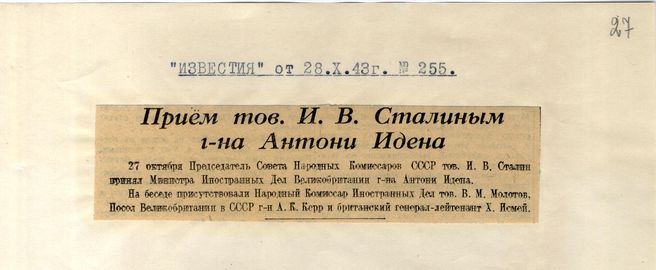 27
"ИЗВЕСТИЯ" от 28.X.43г. № 255.
Приём тов. И. В. Сталиным
г-на Антони Идена
27 октября Председатель Совета Народных Комиссаров СССР тов. И. В. Сталин
принял Министра Иностранных Дел Великобритании г-на Антони Идена.
На беседе присутствовали Народный Комиссар Иностранных Дел тов. В. М. Молотов,
Посол Великобритании в СССР г-н А. К. Керр и британский генерал-лейтенант Х. Исмей.